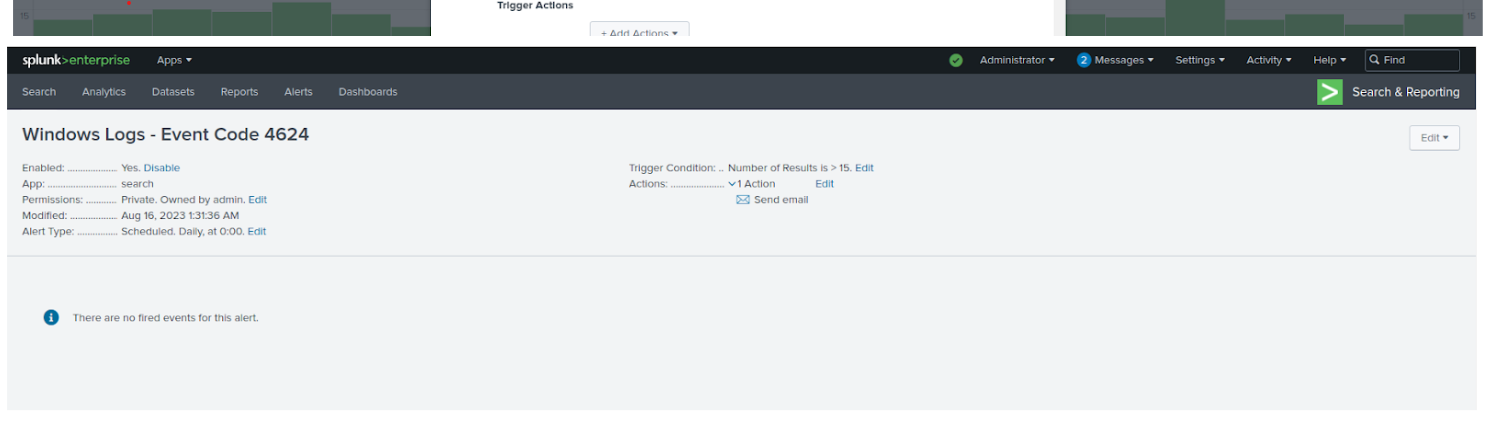 Trigger Actions
15 15
+ Add Actions ▾
splunk>enterprise Apps ▾ Administrator ▾ 2 Messages ▾ Settings ▾ Activity ▾ Help ▾ Find
Search Analytics Datasets Reports Alerts Dashboards Search & Reporting
Windows Logs - Event Code 4624 Edit ▾
Enabled: .................. Yes. Disable
App: .......................... search
Permissions: ............ Private. Owned by admin. Edit
Modified: ................. Aug 16, 2023 1:31:36 AM
Alert Type: ............... Scheduled. Daily, at 0:00. Edit
Trigger Condition: .. Number of Results is > 15. Edit
Actions: .................... 1 Action Edit
Send email
There are no fired events for this alert.